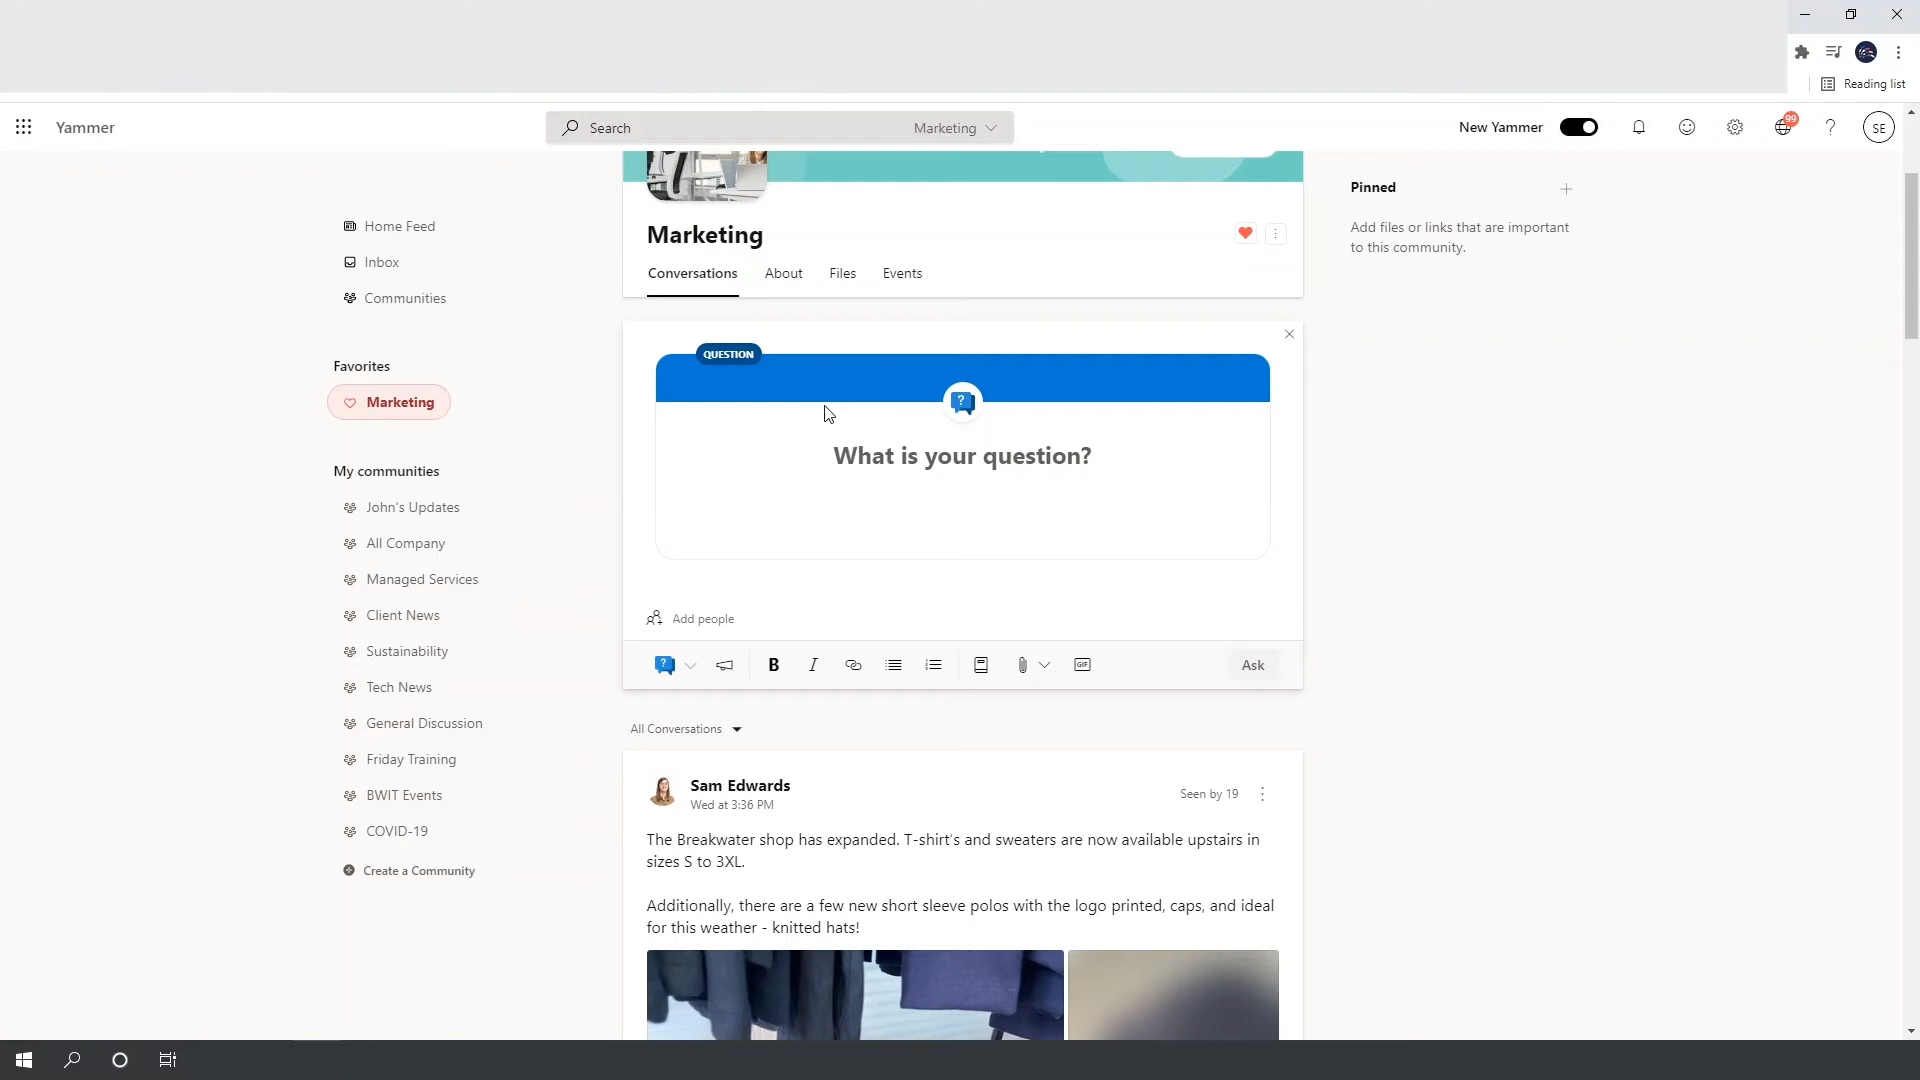 Reading list
Yammer
Search
Marketing
New Yammer
99
?
SE
Home Feed
Inbox
Communities
Favorites
Marketing
My communities
John's Updates
All Company
Managed Services
Client News
Sustainability
Tech News
General Discussion
Friday Training
BWIT Events
COVID-19
Create a Community
Marketing
Conversations
About
Files
Events
QUESTION
?
What is your question?
Add people
?
B
I
GIF
Ask
All Conversations
Sam Edwards
Wed at 3:36 PM
Seen by 19
The Breakwater shop has expanded. T-shirt's and sweaters are now available upstairs in
sizes S to 3XL.
Additionally, there are a few new short sleeve polos with the logo printed, caps, and ideal
for this weather - knitted hats!
Pinned
Add files or links that are important
to this community.